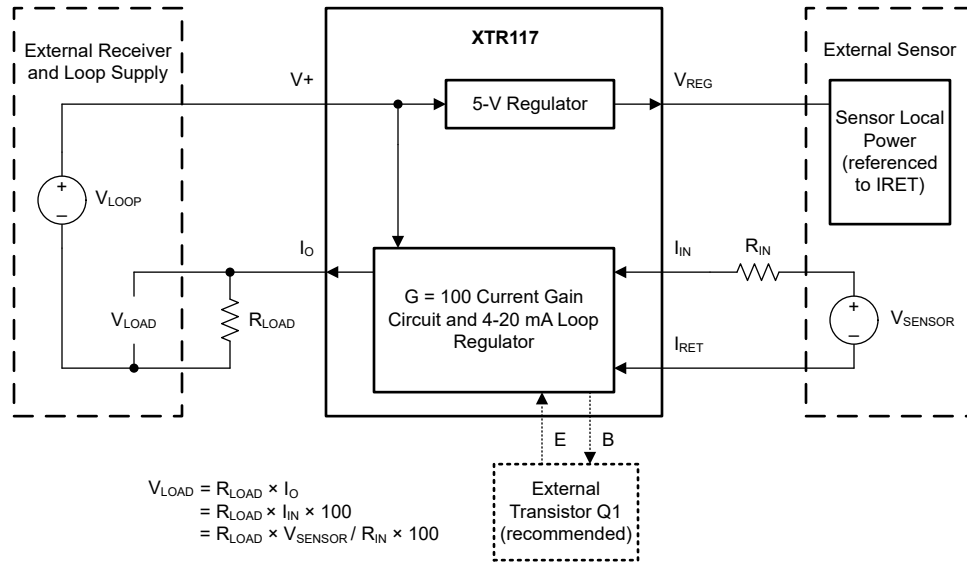 External Receiver
and Loop Supply
XTR117
External Sensor
V+
5-V Regulator
VREG
Sensor Local
Power
(referenced
to IRET)
+
–
VLOOP
IO
IIN
RIN
VLOAD
RLOAD
G = 100 Current Gain
Circuit and 4-20 mA Loop
Regulator
+
–
VSENSOR
IRET
E
B
External
Transistor Q1
(recommended)
VLOAD = RLOAD × IO
= RLOAD × IIN × 100
= RLOAD × VSENSOR / RIN × 100